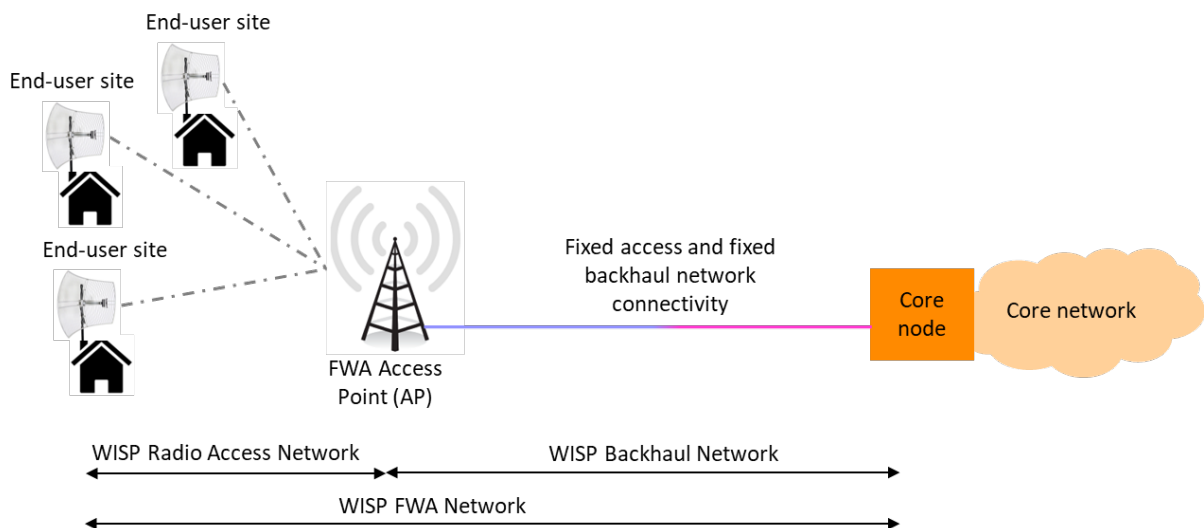 End-user site
End-user site
End-user site
Fixed access and fixed
backhaul network
connectivity
Core
node
Core network
FWA Access
Point (AP)
WISP Radio Access Network
WISP Backhaul Network
WISP FWA Network